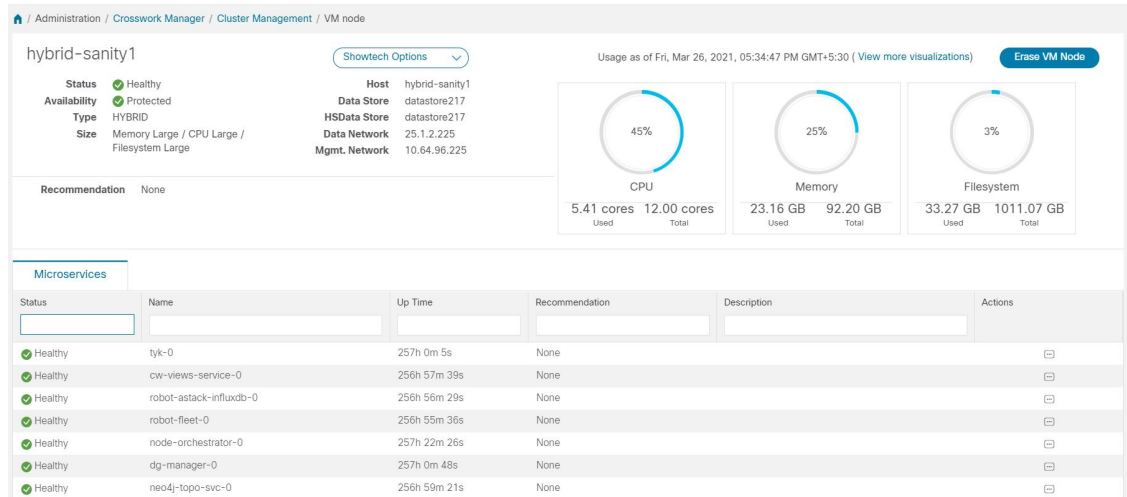 / Administration / Crosswork Manager / Cluster Management / VM node
hybrid-sanity1
Showtech Options
Usage as of Fri, Mar 26, 2021, 05:34:47 PM GMT+5:30 ( View more visualizations)
Erase VM Node
Status Healthy
Availability Protected
Type HYBRID
Size Memory Large / CPU Large /
Filesystem Large
Host hybrid-sanity1
Data Store datastore217
HSData Store datastore217
Data Network 25.1.2.225
Mgmt. Network 10.64.96.225
Recommendation None
45%
CPU
5.41 cores 12.00 cores
Used Total
25%
Memory
23.16 GB 92.20 GB
Used Total
3%
Filesystem
33.27 GB 1011.07 GB
Used Total
Microservices
Status Name Up Time Recommendation Description Actions
Healthy tyk-0 257h 0m 5s None
Healthy cw-views-service-0 256h 57m 39s None
Healthy robot-astack-influxdb-0 256h 56m 29s None
Healthy robot-fleet-0 256h 55m 36s None
Healthy node-orchestrator-0 257h 22m 26s None
Healthy dg-manager-0 257h 0m 48s None
Healthy neo4j-topo-svc-0 256h 59m 21s None